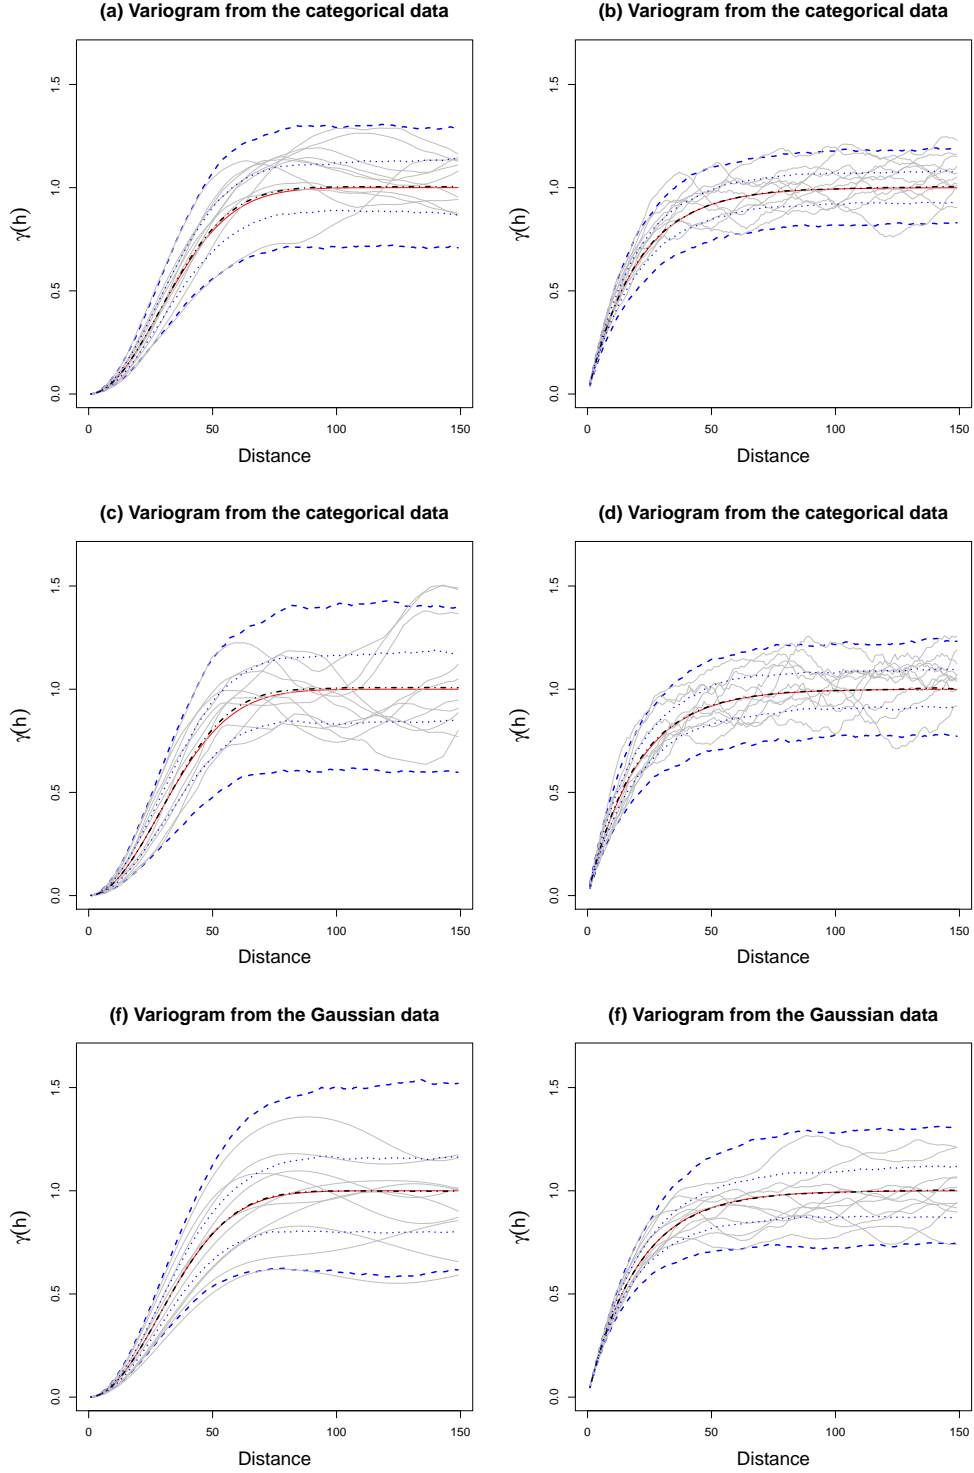 (a) Variogram from the categorical data
γ(h)
1.5
1.0
0.5
0.0
0 50 100 150
Distance
(b) Variogram from the categorical data
γ(h)
1.5
1.0
0.5
0.0
0 50 100 150
Distance
(c) Variogram from the categorical data
γ(h)
1.5
1.0
0.5
0.0
0 50 100 150
Distance
(d) Variogram from the categorical data
γ(h)
1.5
1.0
0.5
0.0
0 50 100 150
Distance
(f) Variogram from the Gaussian data
γ(h)
1.5
1.0
0.5
0.0
0 50 100 150
Distance
(f) Variogram from the Gaussian data
γ(h)
1.5
1.0
0.5
0.0
0 50 100 150
Distance